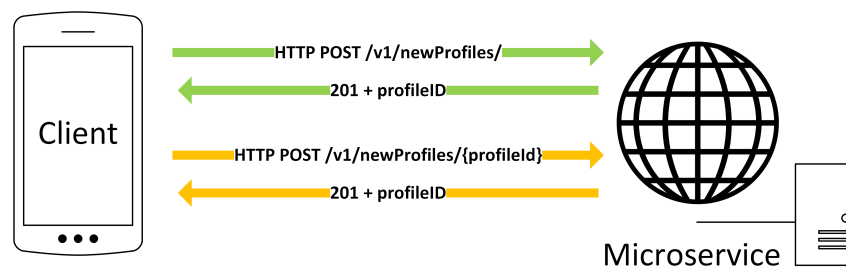 HTTP POST /v1/newProfiles/
201 + profileID
Client
HTTP POST /v1/newProfiles/{profileId}
201 + profileID
Microservice